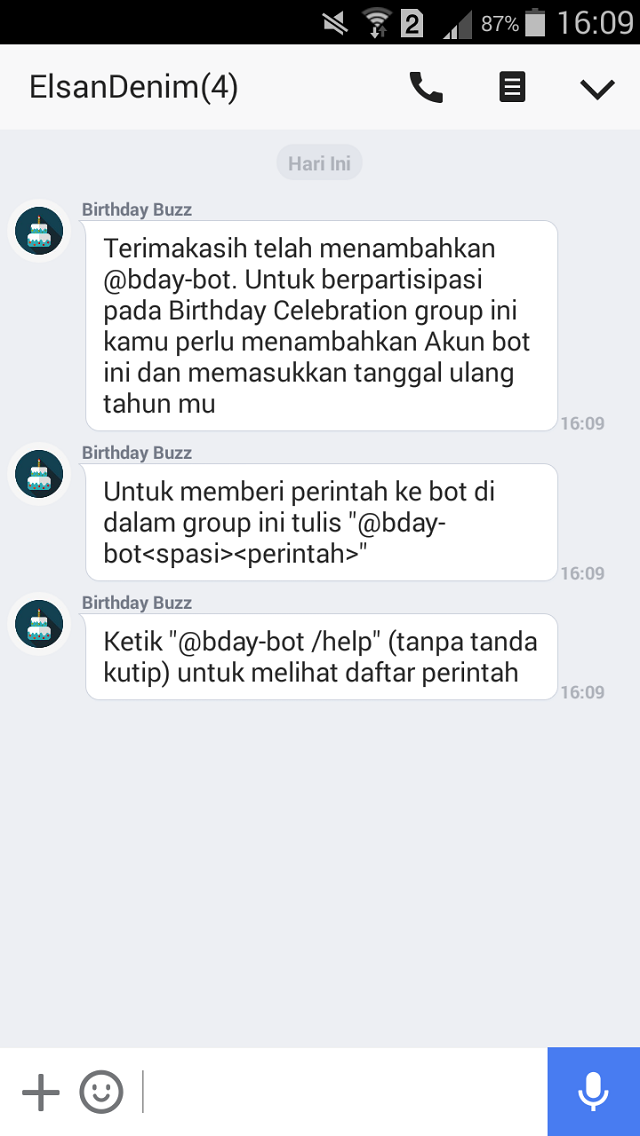 2 87% 16:09
ElsanDenim(4)
Hari Ini
Birthday Buzz
Terimakasih telah menambahkan
@bday-bot. Untuk berpartisipasi
pada Birthday Celebration group ini
kamu perlu menambahkan Akun bot
ini dan memasukkan tanggal ulang
tahun mu
16:09
Birthday Buzz
Untuk memberi perintah ke bot di
dalam group ini tulis "@bday-
bot<spasi><perintah>"
16:09
Birthday Buzz
Ketik "@bday-bot /help" (tanpa tanda
kutip) untuk melihat daftar perintah
16:09